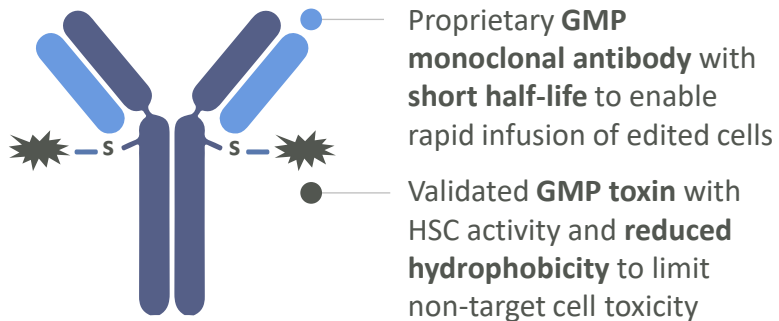 Proprietary GMP
monoclonal antibody with
short half-life to enable
rapid infusion of edited cells
S
S
Validated GMP toxin with
HSC activity and reduced
hydrophobicity to limit
non-target cell toxicity